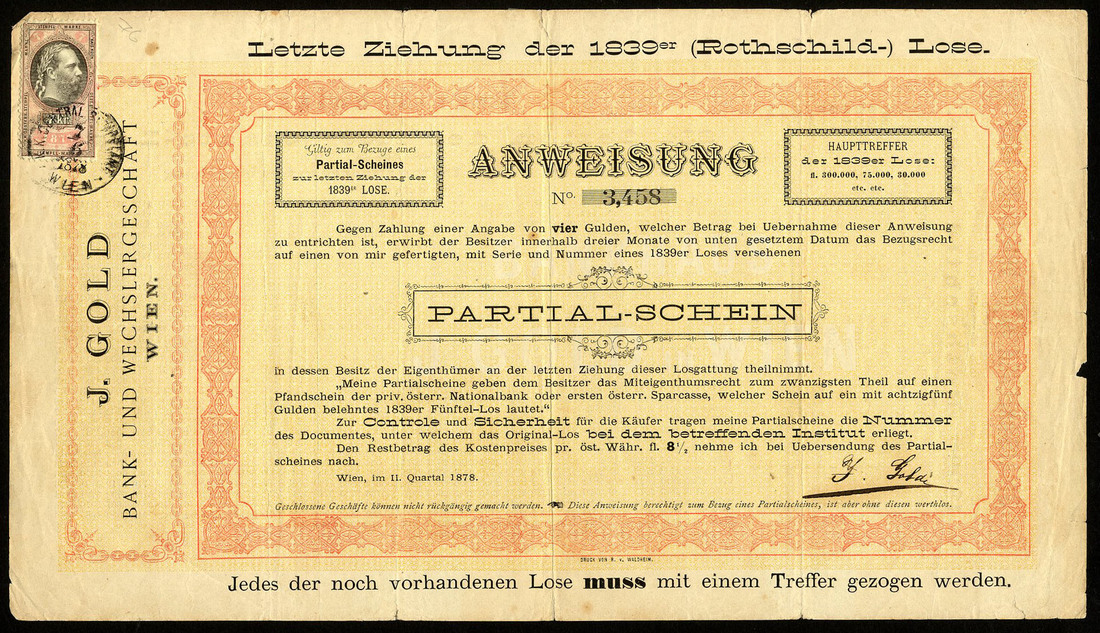 Letzte Ziehung der 1839er (Rothschild-) Lose.
STEMPEL MARKE
WIEN
1878
J. GOLD
BANK- UND WECHSLERGESCHÄFT
WIEN.
Giltig zum Bezuge eines
Partial-Scheines
zur letzten Ziehung der
1839er LOSE.
ANWEISUNG
No. 3,458
HAUPTTREFFER
der 1839er Lose:
fl. 300.000, 75.000, 30.000
etc. etc.
Gegen Zahlung einer Angabe von vier Gulden, welcher Betrag bei Uebernahme dieser Anweisung
zu entrichten ist, erwirbt der Besitzer innerhalb dreier Monate von unten gesetztem Datum das Bezugsrecht
auf einen von mir gefertigten, mit Serie und Nummer eines 1839er Loses versehenen
PARTIAL-SCHEIN
in dessen Besitz der Eigenthümer an der letzten Ziehung dieser Losgattung theilnimmt.
„Meine Partialscheine geben dem Besitzer das Miteigenthumsrecht zum zwanzigsten Theil auf einen
Pfandschein der priv. österr. Nationalbank oder ersten österr. Sparcasse, welcher Schein auf ein mit achtzigfünf
Gulden belehntes 1839er Fünftel-Los lautet.“
Zur Controle und Sicherheit für die Käufer tragen meine Partialscheine die Nummer
des Documentes, unter welchem das Original-Los bei dem betreffenden Institut erliegt.
Den Restbetrag des Kostenpreises pr. öst. Währ. fl. 8½ nehme ich bei Uebersendung des Partial-
scheines nach.
Wien, im II. Quartal 1878.
J. Gold
Geschlossene Geschäfte können nicht rückgängig gemacht werden. Diese Anweisung berechtigt zum Bezug eines Partialscheines, ist aber ohne diesen werthlos.
DRUCK VON R. v. WALDHEIM.
Jedes der noch vorhandenen Lose muss mit einem Treffer gezogen werden.